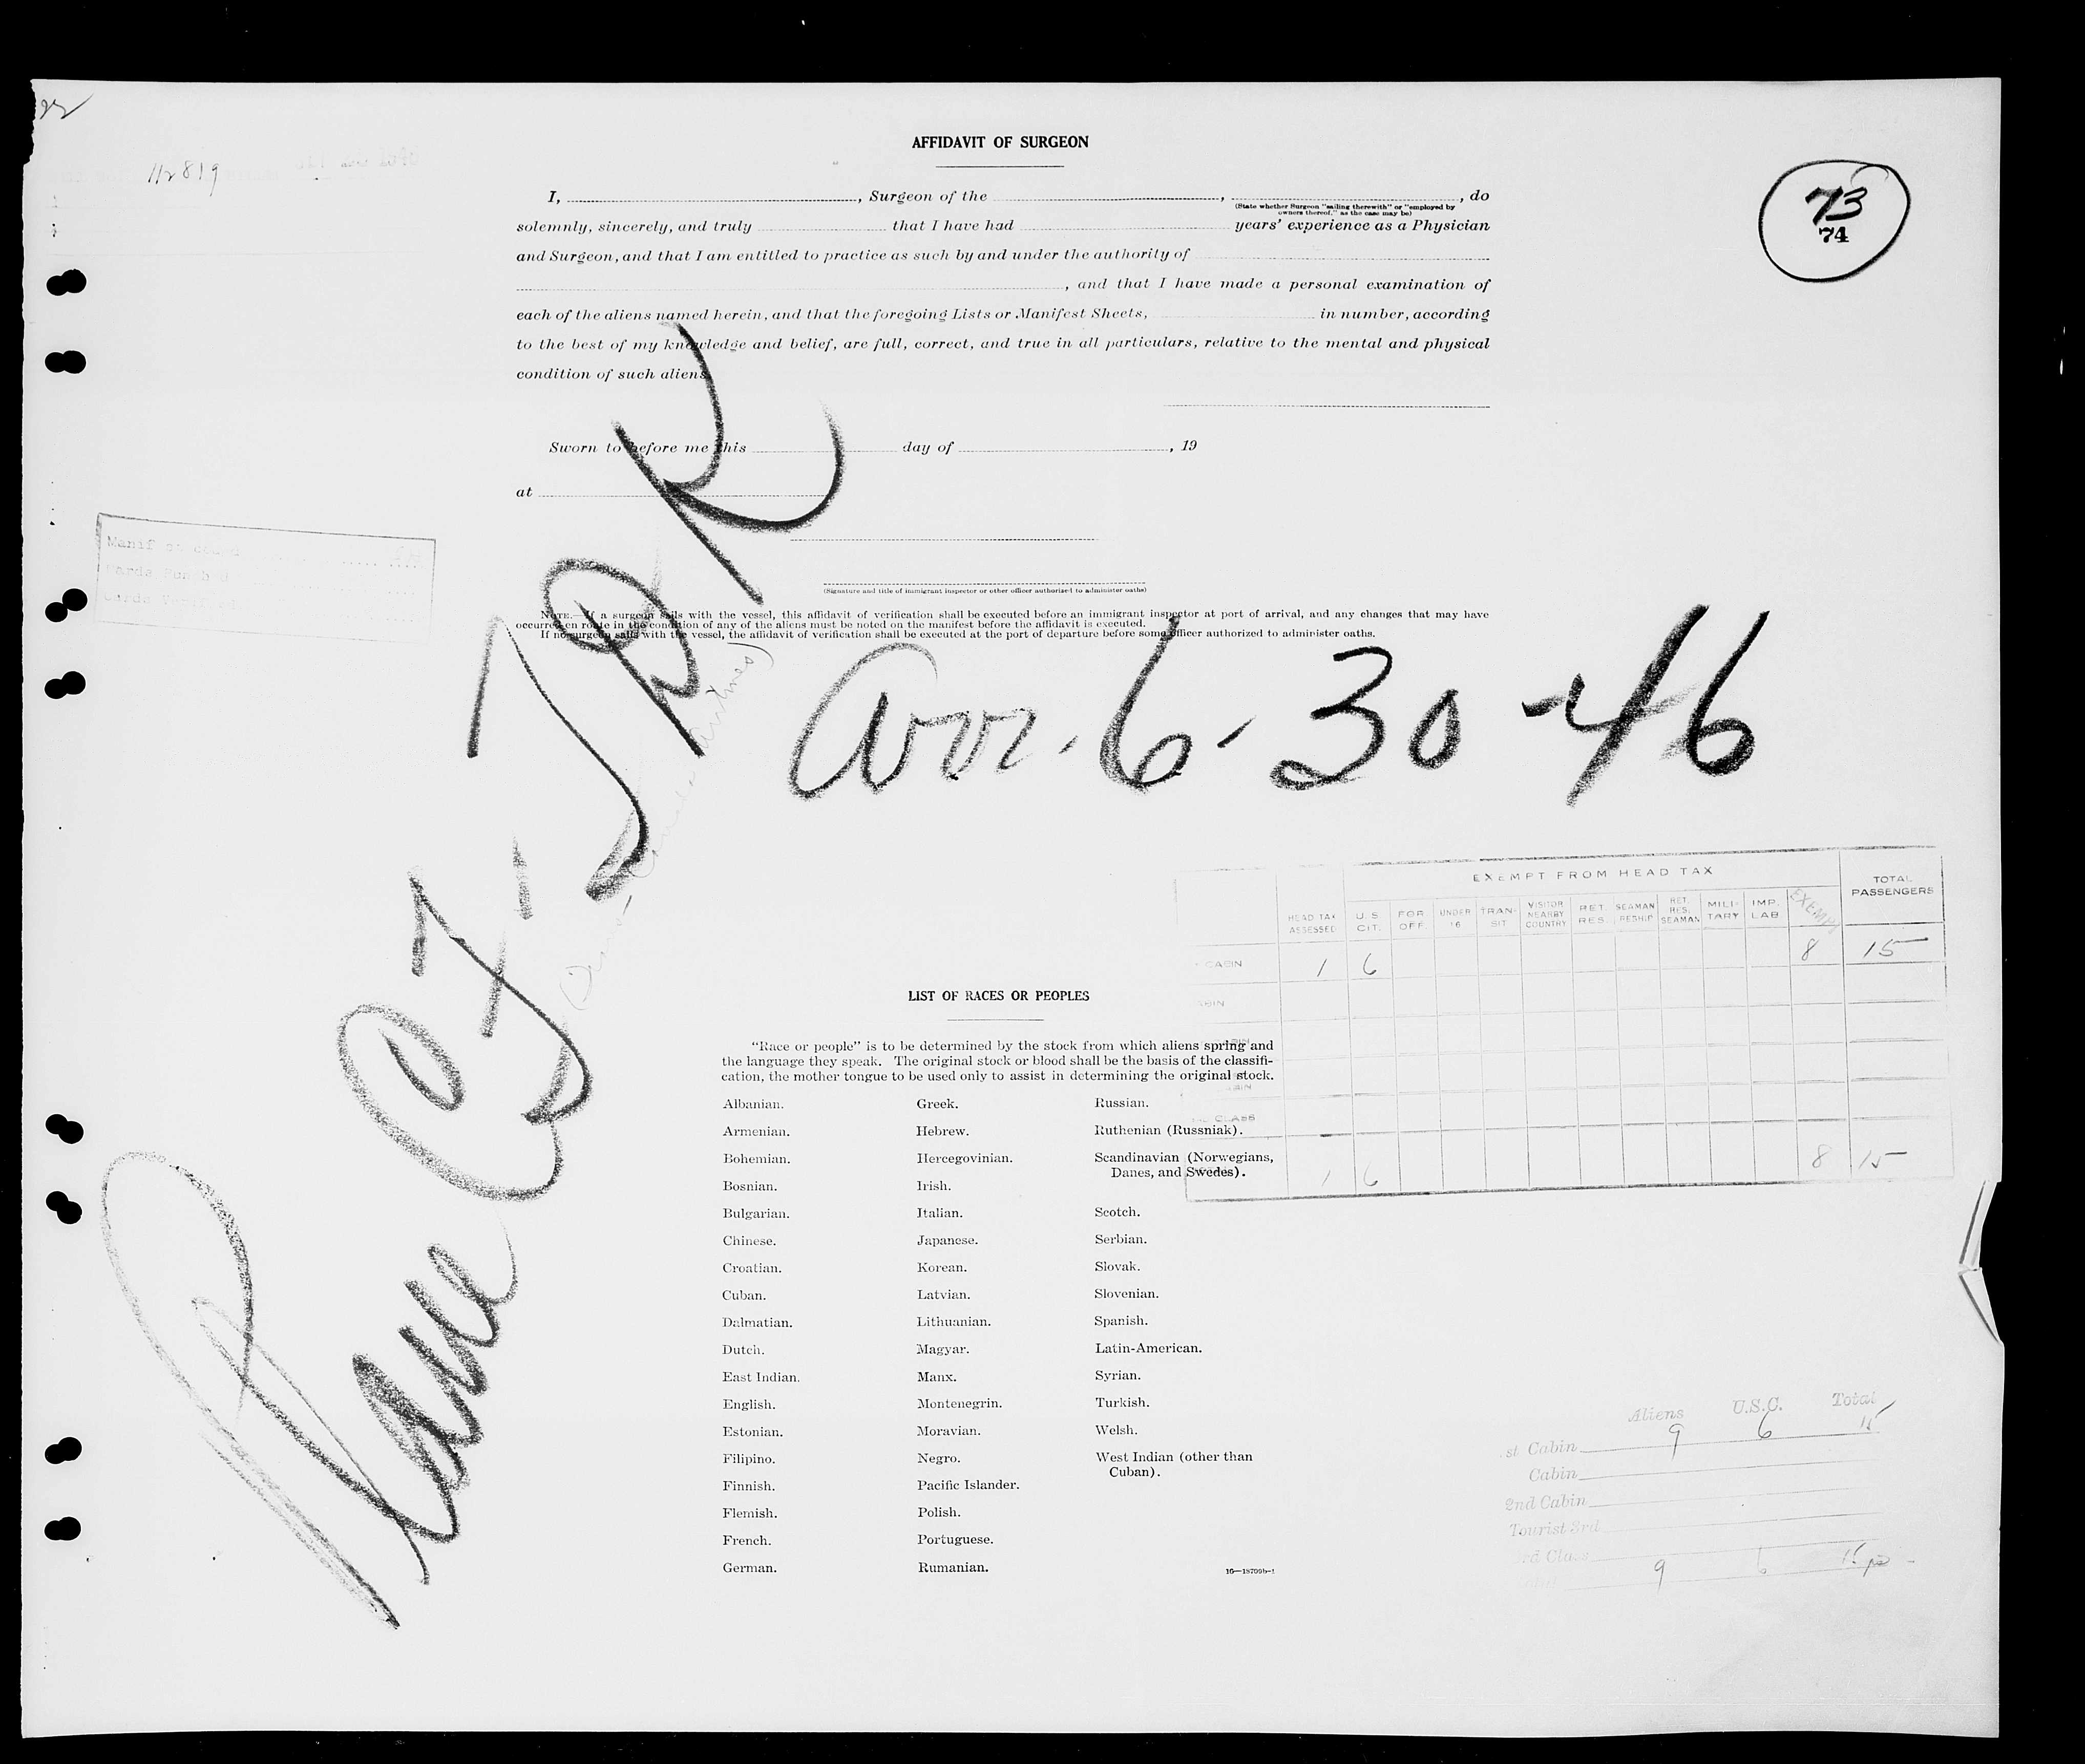 112819
73
74
AFFIDAVIT OF SURGEON
I, , Surgeon of the , , do
(State whether Surgeon "sailing therewith" or "employed by
owners thereof," as the case may be)
solemnly, sincerely, and truly that I have had years' experience as a Physician
and Surgeon, and that I am entitled to practice as such by and under the authority of
, and that I have made a personal examination of
each of the aliens named herein, and that the foregoing Lists or Manifest Sheets, in number, according
to the best of my knowledge and belief, are full, correct, and true in all particulars, relative to the mental and physical
condition of such aliens.
Sworn to before me this day of , 19
at
(Signature and title of immigrant inspector or other officer authorized to administer oaths)
NOTE.—If a surgeon sails with the vessel, this affidavit of verification shall be executed before an immigrant inspector at port of arrival, and any changes that may have
occurred en route in the condition of any of the aliens must be noted on the manifest before the affidavit is executed.
If no surgeon sails with the vessel, the affidavit of verification shall be executed at the port of departure before some officer authorized to administer oaths.
Plane CF-TDK
Arr. 6-30-46
EXEMPT FROM HEAD TAX
TOTAL PASSENGERS
HEAD TAX ASSESSED U.S. CIT. FOR. OFF. UNDER 16 TRANSIT VISITOR NEARBY COUNTRY RET. RES. SEAMAN RESHIP RET. RES. SEAMAN MILITARY IMP. LAB EXEMPT
CABIN 1 6 8 15
CABIN
CLASS
1 6 8 15
LIST OF RACES OR PEOPLES
"Race or people" is to be determined by the stock from which aliens spring and
the language they speak. The original stock or blood shall be the basis of the classifi-
cation, the mother tongue to be used only to assist in determining the original stock.
Albanian. Greek. Russian.
Armenian. Hebrew. Ruthenian (Russniak).
Bohemian. Hercegovinian. Scandinavian (Norwegians,
Danes, and Swedes).
Bosnian. Irish.
Bulgarian. Italian. Scotch.
Chinese. Japanese. Serbian.
Croatian. Korean. Slovak.
Cuban. Latvian. Slovenian.
Dalmatian. Lithuanian. Spanish.
Dutch. Magyar. Latin-American.
East Indian. Manx. Syrian.
English. Montenegrin. Turkish.
Estonian. Moravian. Welsh.
Filipino. Negro. West Indian (other than
Cuban).
Finnish. Pacific Islander.
Flemish. Polish.
French. Portuguese.
German. Rumanian.
16—18709b-1
Aliens U.S.C. Total
st Cabin 9 6 15
Cabin
2nd Cabin
Tourist 3rd
3rd Class
9 6 15